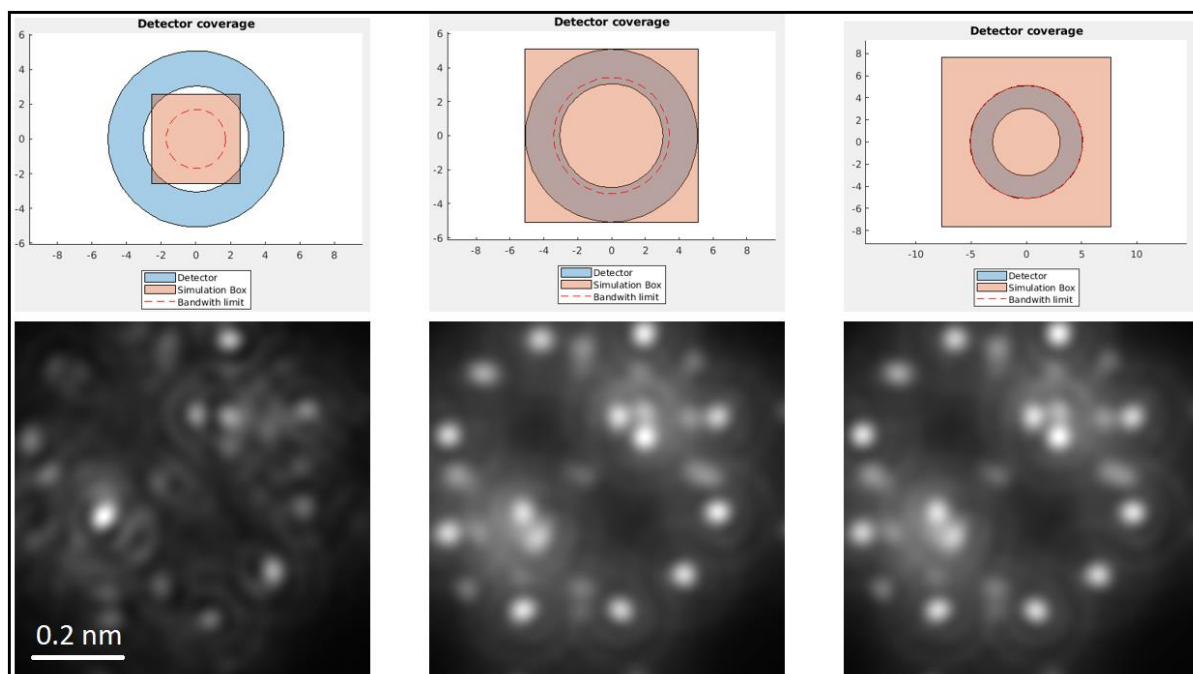 Detector coverage
6
4
2
0
-2
-4
-6
-8 -6 -4 -2 0 2 4 6 8
Detector
Simulation Box
Bandwith limit
Detector coverage
6
4
2
0
-2
-4
-6
-8 -6 -4 -2 0 2 4 6 8
Detector
Simulation Box
Bandwith limit
Detector coverage
8
6
4
2
0
-2
-4
-6
-8
-10 -5 0 5 10
Detector
Simulation Box
Bandwith limit
0.2 nm